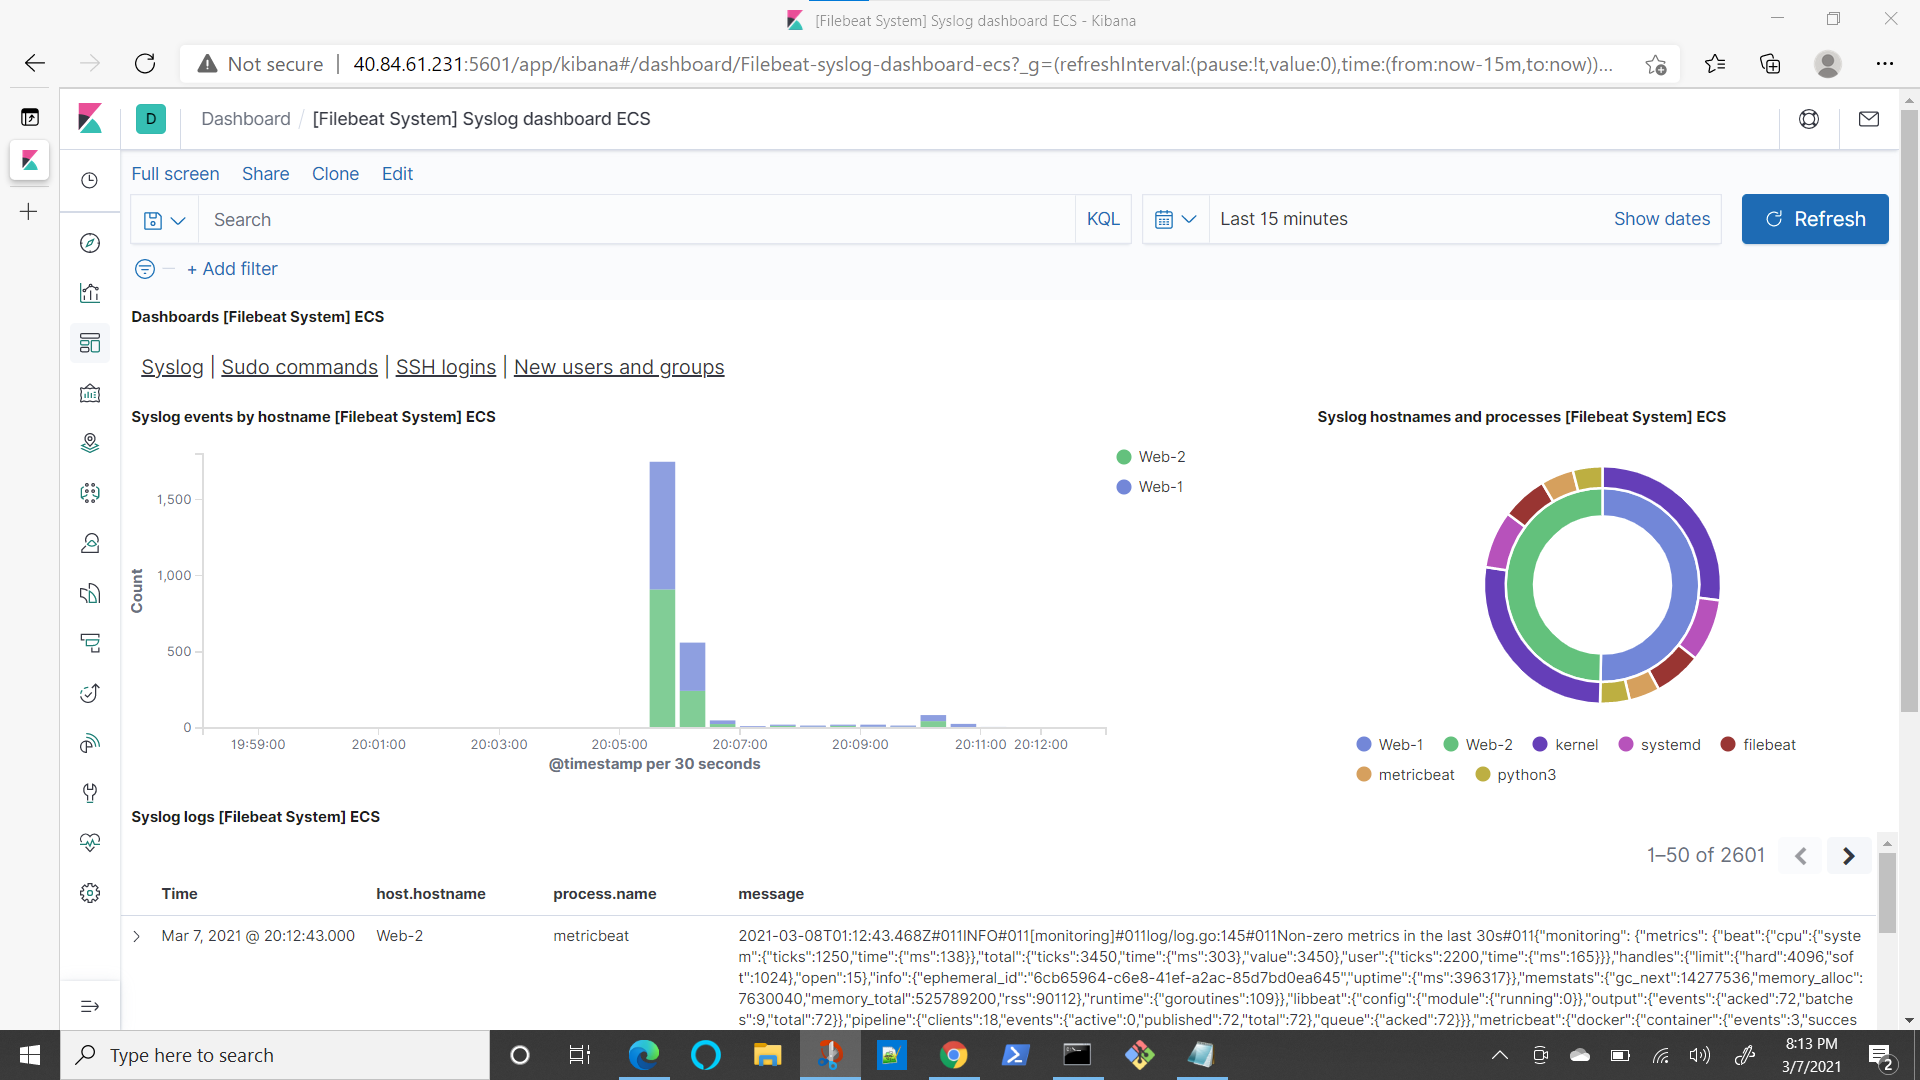 [Filebeat System] Syslog dashboard ECS - Kibana
Not secure | 40.84.61.231:5601/app/kibana#/dashboard/Filebeat-syslog-dashboard-ecs?_g=(refreshInterval:(pause:!t,value:0),time:(from:now-15m,to:now))...
D Dashboard / [Filebeat System] Syslog dashboard ECS
Full screen Share Clone Edit
Search KQL Last 15 minutes Show dates Refresh
+ Add filter
Dashboards [Filebeat System] ECS
Syslog | Sudo commands | SSH logins | New users and groups
Syslog events by hostname [Filebeat System] ECS
Syslog hostnames and processes [Filebeat System] ECS
Web-2
Web-1
1,500
1,000
500
0
Count
19:59:00 20:01:00 20:03:00 20:05:00 20:07:00 20:09:00 20:11:00 20:12:00
@timestamp per 30 seconds
Web-1 Web-2 kernel systemd filebeat
metricbeat python3
Syslog logs [Filebeat System] ECS
1–50 of 2601
Time host.hostname process.name message
Mar 7, 2021 @ 20:12:43.000 Web-2 metricbeat 2021-03-08T01:12:43.468Z#011INFO#011[monitoring]#011log/log.go:145#011Non-zero metrics in the last 30s#011{"monitoring": {"metrics": {"beat":{"cpu":{"syste
m":{"ticks":1250,"time":{"ms":138}},"total":{"ticks":3450,"time":{"ms":303},"value":3450},"user":{"ticks":2200,"time":{"ms":165}}},"handles":{"limit":{"hard":4096,"sof
t":1024},"open":15},"info":{"ephemeral_id":"6cb65964-c6e8-41ef-a2ac-85d7bd0ea645","uptime":{"ms":396317}},"memstats":{"gc_next":14277536,"memory_alloc":
7630040,"memory_total":525789200,"rss":90112},"runtime":{"goroutines":109}},"libbeat":{"config":{"module":{"running":0}},"output":{"events":{"acked":72,"batche
s":9,"total":72}},"pipeline":{"clients":18,"events":{"active":0,"published":72,"total":72},"queue":{"acked":72}}},"metricbeat":{"docker":{"container":{"events":3,"succes
Type here to search
8:13 PM
3/7/2021
2